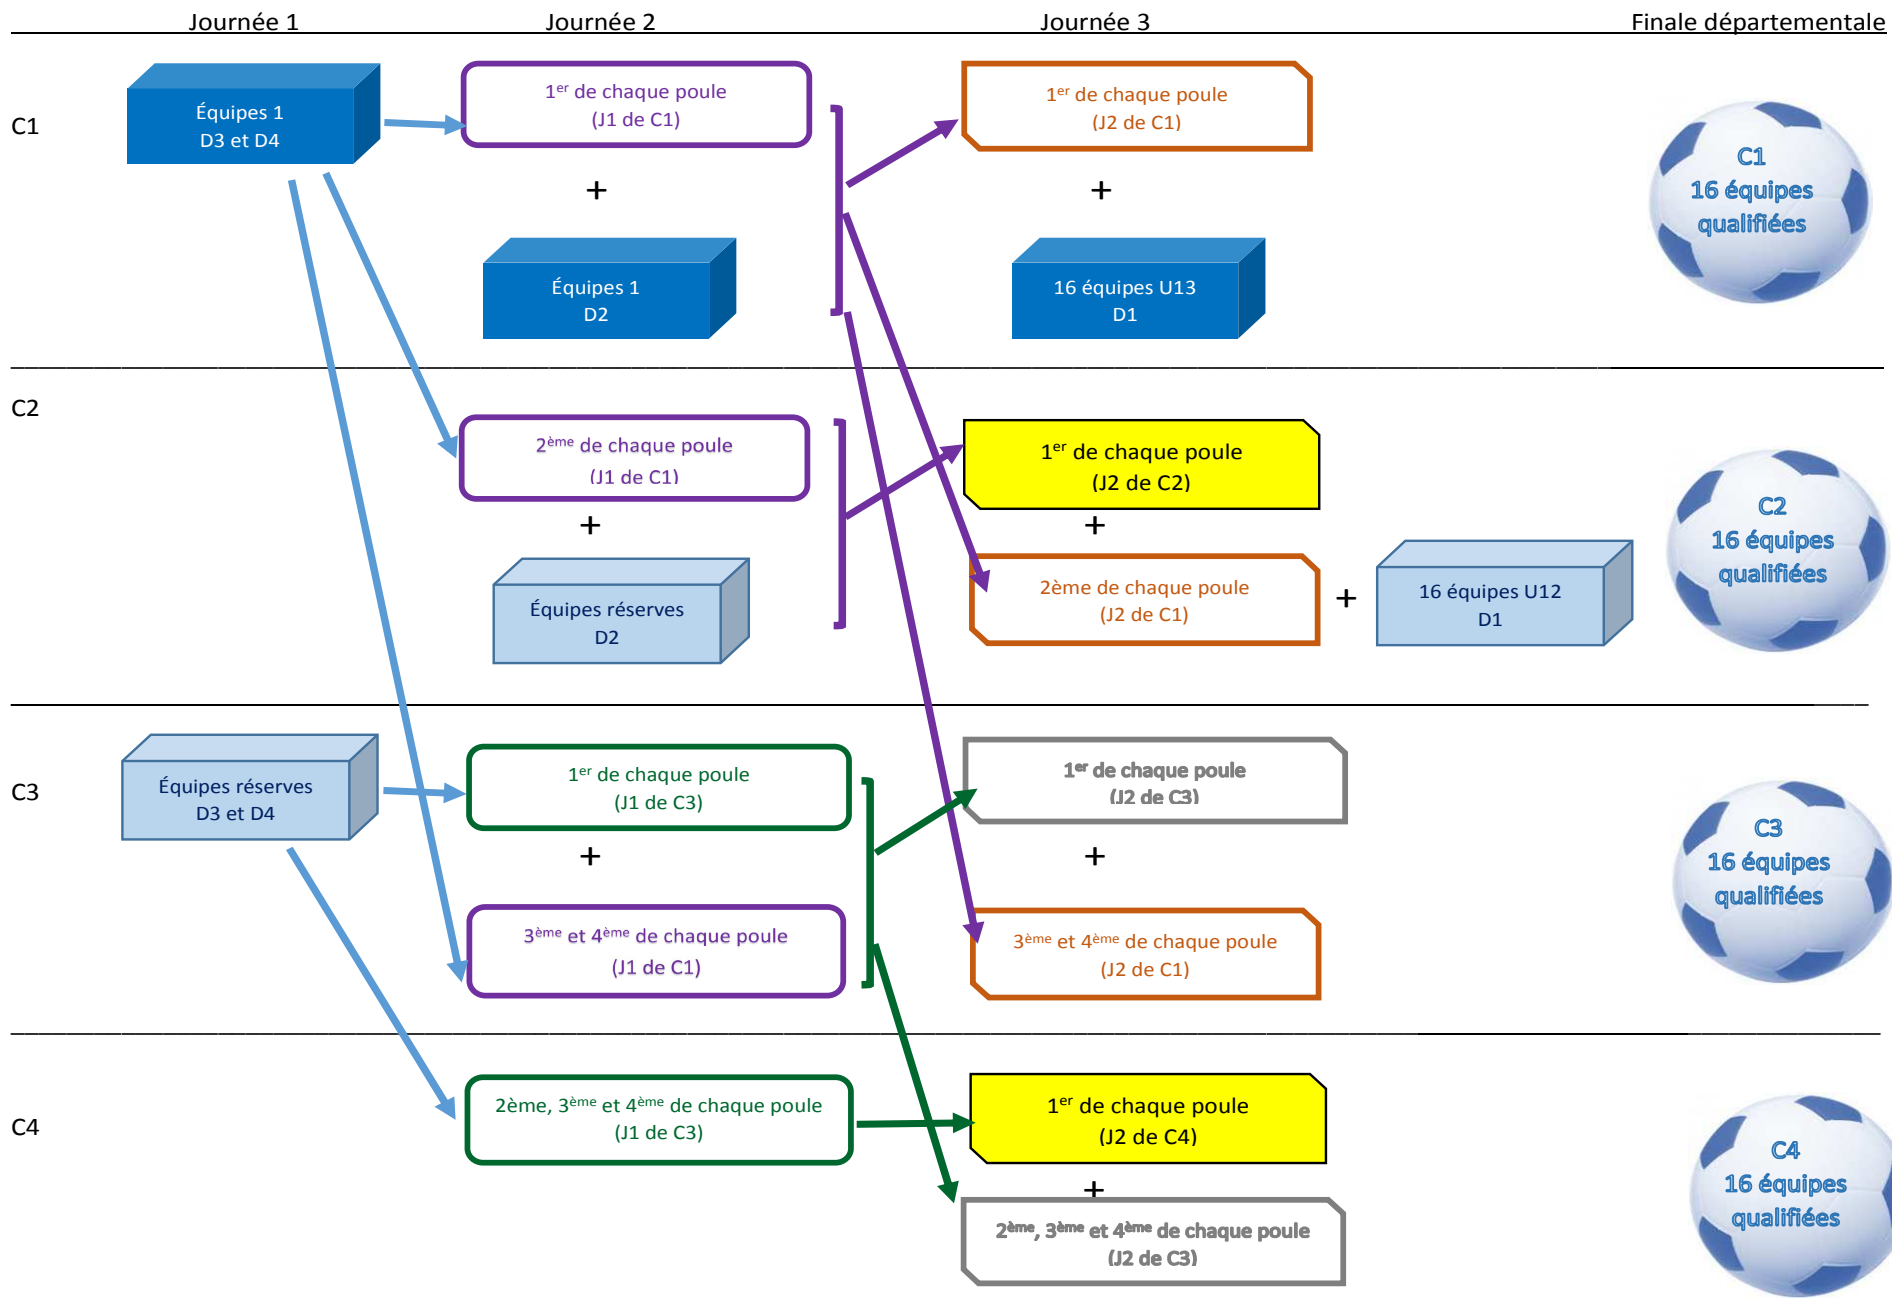 Journée 1
Journée 2
Journée 3
Finale départementale
C1
Équipes 1
D3 et D4
1er de chaque poule
(J1 de C1)
+
Équipes 1
D2
1er de chaque poule
(J2 de C1)
+
16 équipes U13
D1
C1
16 équipes
qualifiées
C2
2ème de chaque poule
(J1 de C1)
+
Équipes réserves
D2
1er de chaque poule
(J2 de C2)
+
2ème de chaque poule
(J2 de C1)
+
16 équipes U12
D1
C2
16 équipes
qualifiées
C3
Équipes réserves
D3 et D4
1er de chaque poule
(J1 de C3)
+
3ème et 4ème de chaque poule
(J1 de C1)
1er de chaque poule
(J2 de C3)
+
3ème et 4ème de chaque poule
(J2 de C1)
C3
16 équipes
qualifiées
C4
2ème, 3ème et 4ème de chaque poule
(J1 de C3)
1er de chaque poule
(J2 de C4)
+
2ème, 3ème et 4ème de chaque poule
(J2 de C3)
C4
16 équipes
qualifiées